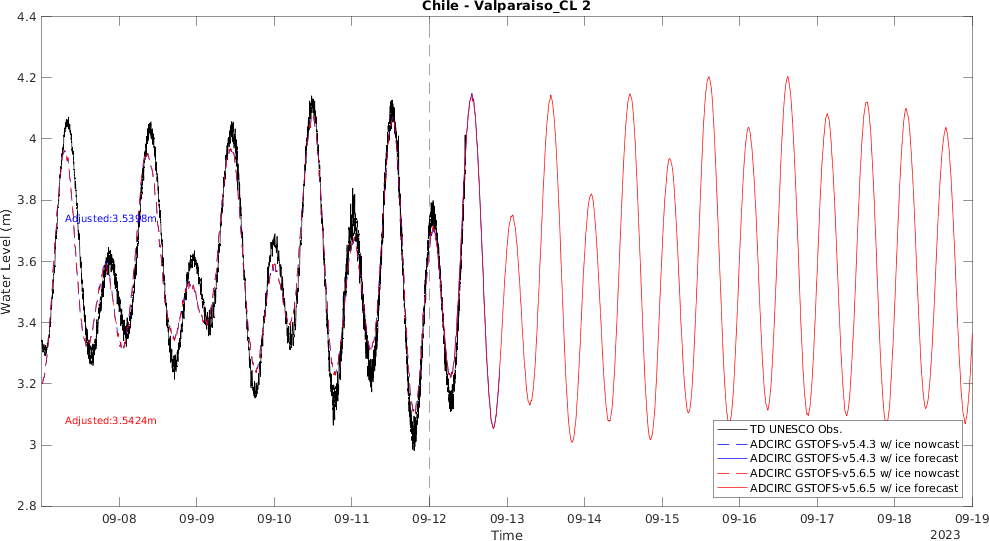 Chile - Valparaiso_CL 2
4.4
4.2
4
3.8
3.6
3.4
3.2
3
2.8
Water Level (m)
Adjusted:3.5398m
Adjusted:3.5424m
TD UNESCO Obs.
ADCIRC GSTOFS-v5.4.3 w/ ice nowcast
ADCIRC GSTOFS-v5.4.3 w/ ice forecast
ADCIRC GSTOFS-v5.6.5 w/ ice nowcast
ADCIRC GSTOFS-v5.6.5 w/ ice forecast
09-08 09-09 09-10 09-11 09-12 09-13 09-14 09-15 09-16 09-17 09-18 09-19
Time
2023